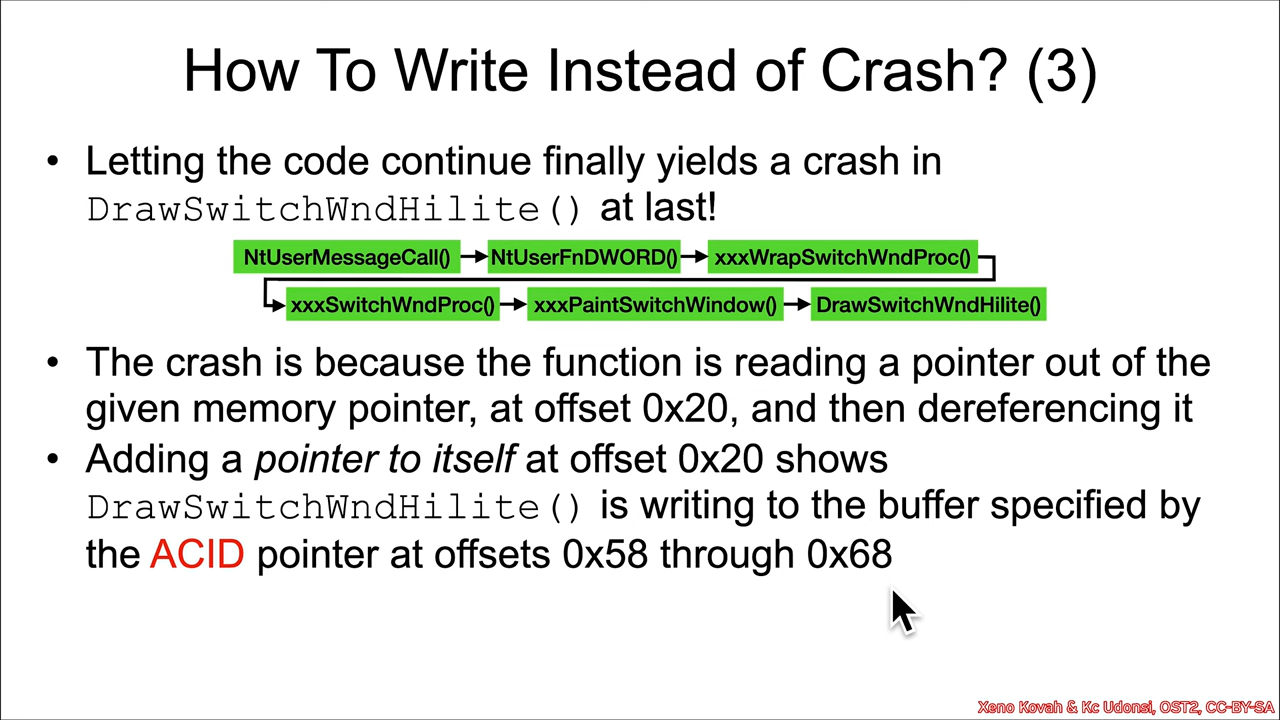 How To Write Instead of Crash? (3)
• Letting the code continue finally yields a crash in
DrawSwitchWndHilite() at last!
NtUserMessageCall() NtUserFnDWORD() xxxWrapSwitchWndProc()
xxxSwitchWndProc() xxxPaintSwitchWindow() DrawSwitchWndHilite()
• The crash is because the function is reading a pointer out of the
given memory pointer, at offset 0x20, and then dereferencing it
• Adding a pointer to itself at offset 0x20 shows
DrawSwitchWndHilite() is writing to the buffer specified by
the ACID pointer at offsets 0x58 through 0x68
Xeno Kovah & Kc Udonsi, OST2, CC-BY-SA